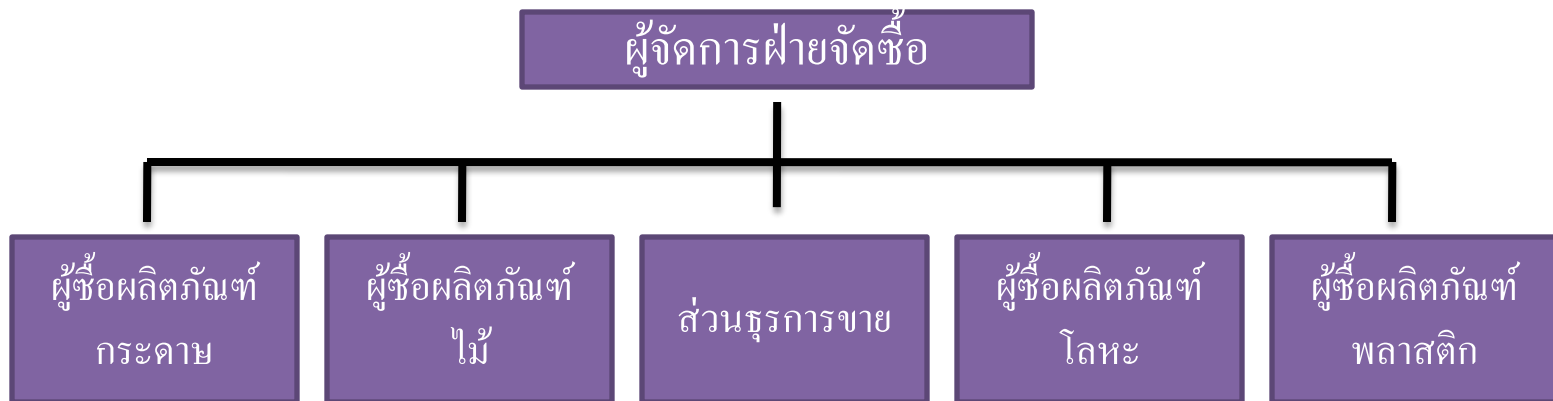 ผู้จัดการฝ่ายจัดซื้อ
ผู้ซื้อผลิตภัณฑ์
กระดาษ
ผู้ซื้อผลิตภัณฑ์
ไม้
ส่วนธุรการขาย
ผู้ซื้อผลิตภัณฑ์
โลหะ
ผู้ซื้อผลิตภัณฑ์
พลาสติก